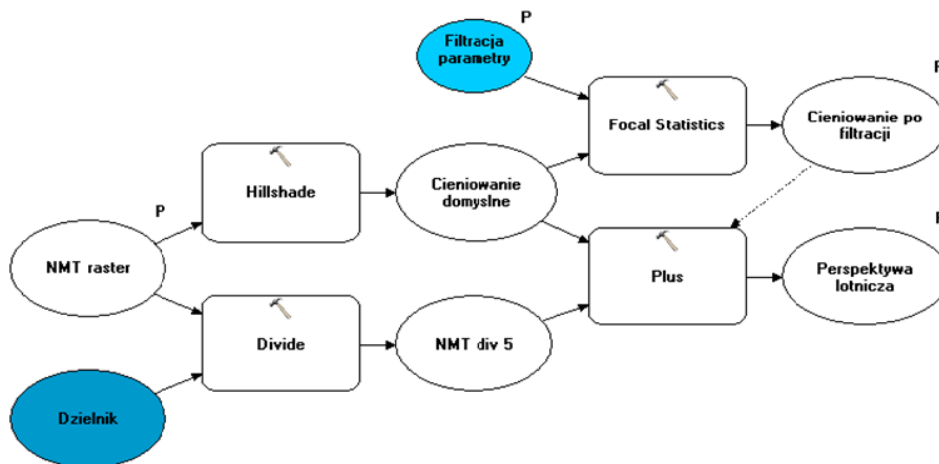 P
Filtracja
parametry
P
Focal Statistics
Cieniowanie po
filtracji
Hillshade
Cieniowanie
domyslne
P
NMT raster
P
Plus
Perspektywa
lotnicza
Divide
NMT div 5
Dzielnik